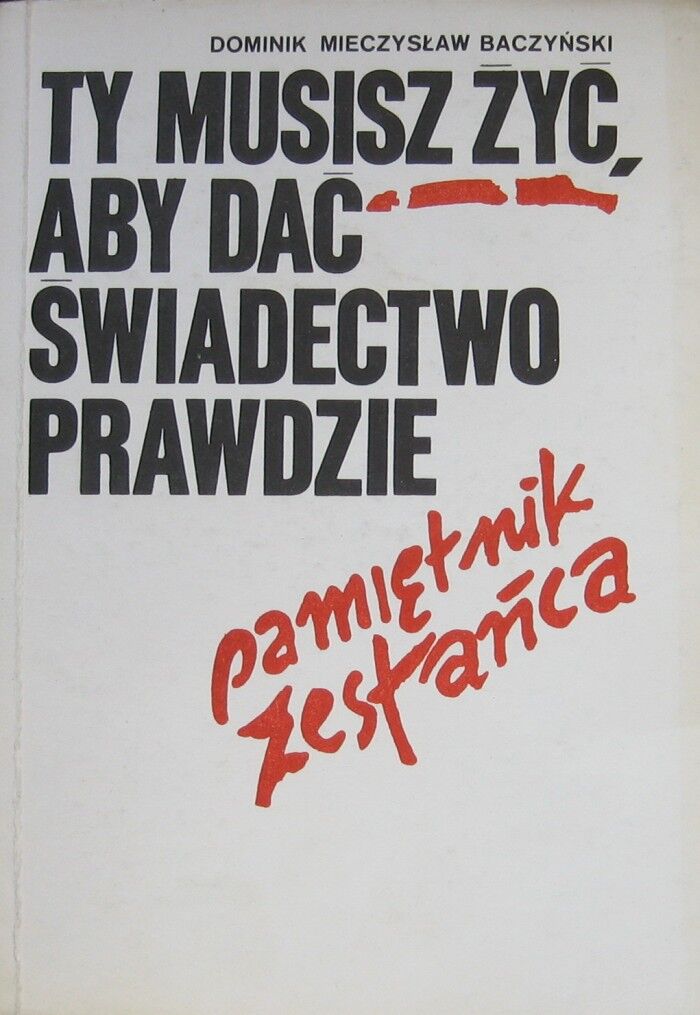 DOMINIK MIECZYSŁAW BACZYŃSKI
TY MUSISZ ŻYĆ,
ABY DAĆ
ŚWIADECTWO
PRAWDZIE
pamiętnik
zesłańca